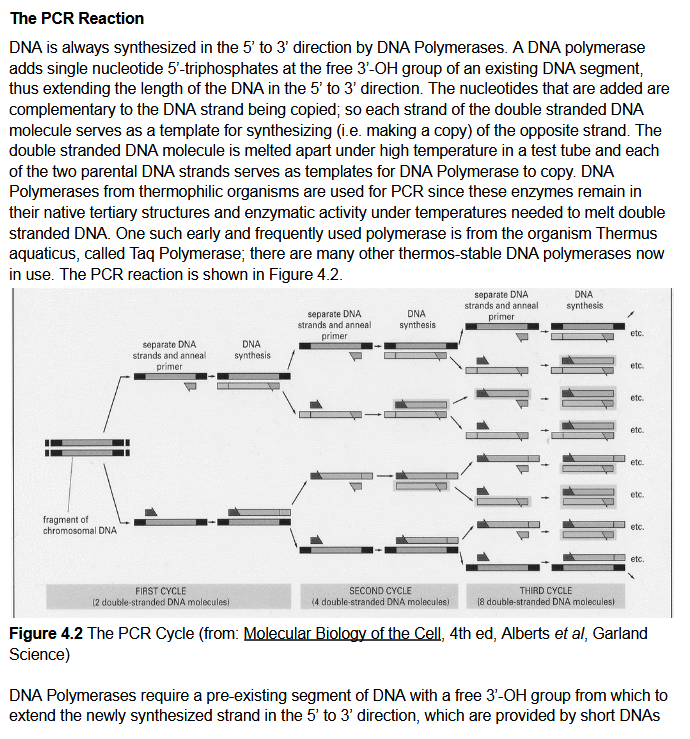 The PCR Reaction
DNA is always synthesized in the 5’ to 3’ direction by DNA Polymerases. A DNA polymerase
adds single nucleotide 5’-triphosphates at the free 3’-OH group of an existing DNA segment,
thus extending the length of the DNA in the 5’ to 3’ direction. The nucleotides that are added are
complementary to the DNA strand being copied; so each strand of the double stranded DNA
molecule serves as a template for synthesizing (i.e. making a copy) of the opposite strand. The
double stranded DNA molecule is melted apart under high temperature in a test tube and each
of the two parental DNA strands serves as templates for DNA Polymerase to copy. DNA
Polymerases from thermophilic organisms are used for PCR since these enzymes remain in
their native tertiary structures and enzymatic activity under temperatures needed to melt double
stranded DNA. One such early and frequently used polymerase is from the organism Thermus
aquaticus, called Taq Polymerase; there are many other thermos-stable DNA polymerases now
in use. The PCR reaction is shown in Figure 4.2.
separate DNA
strands and anneal
primer
DNA
synthesis
separate DNA
strands and anneal
primer
DNA
synthesis
separate DNA
strands and anneal
primer
DNA
synthesis
etc.
etc.
etc.
etc.
etc.
etc.
etc.
etc.
fragment of
chromosomal DNA
FIRST CYCLE
(2 double-stranded DNA molecules)
SECOND CYCLE
(4 double-stranded DNA molecules)
THIRD CYCLE
(8 double-stranded DNA molecules)
Figure 4.2 The PCR Cycle (from: Molecular Biology of the Cell, 4th ed, Alberts et al, Garland
Science)
DNA Polymerases require a pre-existing segment of DNA with a free 3’-OH group from which to
extend the newly synthesized strand in the 5’ to 3’ direction, which are provided by short DNAs